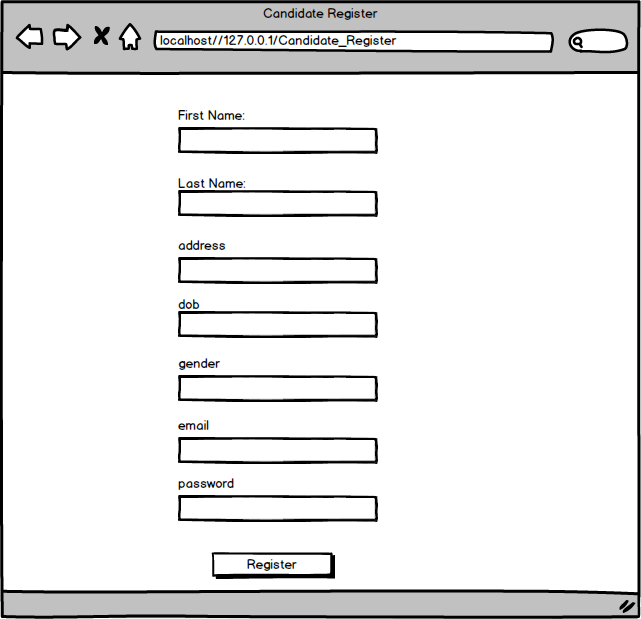 Candidate Register
localhost//127.0.0.1/Candidate_Register
First Name:
Last Name:
address
dob
gender
email
password
Register